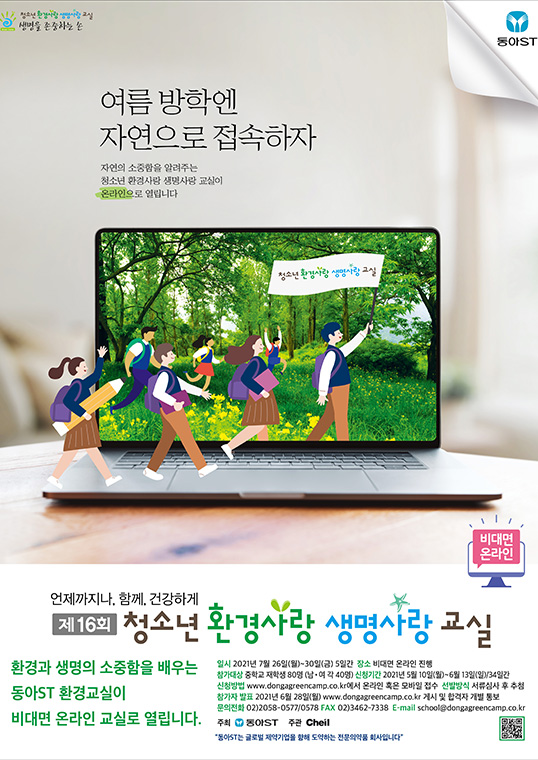 청소년 환경사랑 생명사랑 교실
생명을 존중하는 손
동아ST
여름 방학엔
자연으로 접속하자
자연의 소중함을 알려주는
청소년 환경사랑 생명사랑 교실이
온라인으로 열립니다
청소년 환경사랑 생명사랑 교실
비대면
온라인
언제까지나, 함께, 건강하게
제16회 청소년 환경사랑 생명사랑 교실
환경과 생명의 소중함을 배우는
동아ST 환경교실이
비대면 온라인 교실로 열립니다.
일시 2021년 7월 26일(월)~30일(금) 5일간 장소 비대면 온라인 진행
참가대상 중학교 재학생 80명 (남·여 각 40명) 신청기간 2021년 5월 10일(월)~6월 13일(일)/34일간
신청방법 www.dongagreencamp.co.kr에서 온라인 혹은 모바일 접수 선발방식 서류심사 후 추첨
참가자 발표 2021년 6월 28일(월) www.dongagreencamp.co.kr 게시 및 합격자 개별 통보
문의전화 02)2058-0577/0578 FAX 02)3462-7338 E-mail school@dongagreencamp.co.kr
주최 동아ST 주관 Cheil
"동아ST는 글로벌 제약기업을 향해 도약하는 전문의약품 회사입니다"